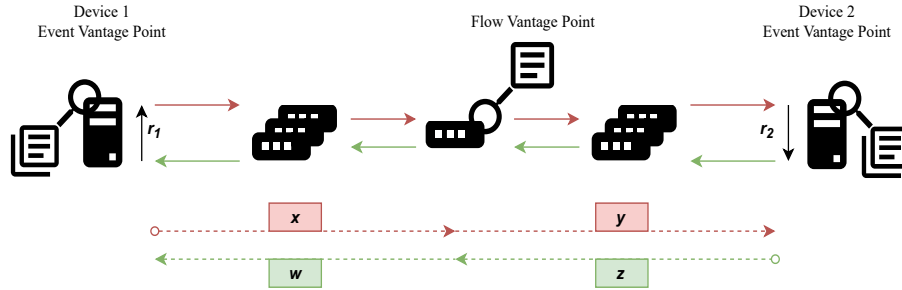 Device 1
Event Vantage Point
Flow Vantage Point
Device 2
Event Vantage Point
r1
r2
x
y
w
z